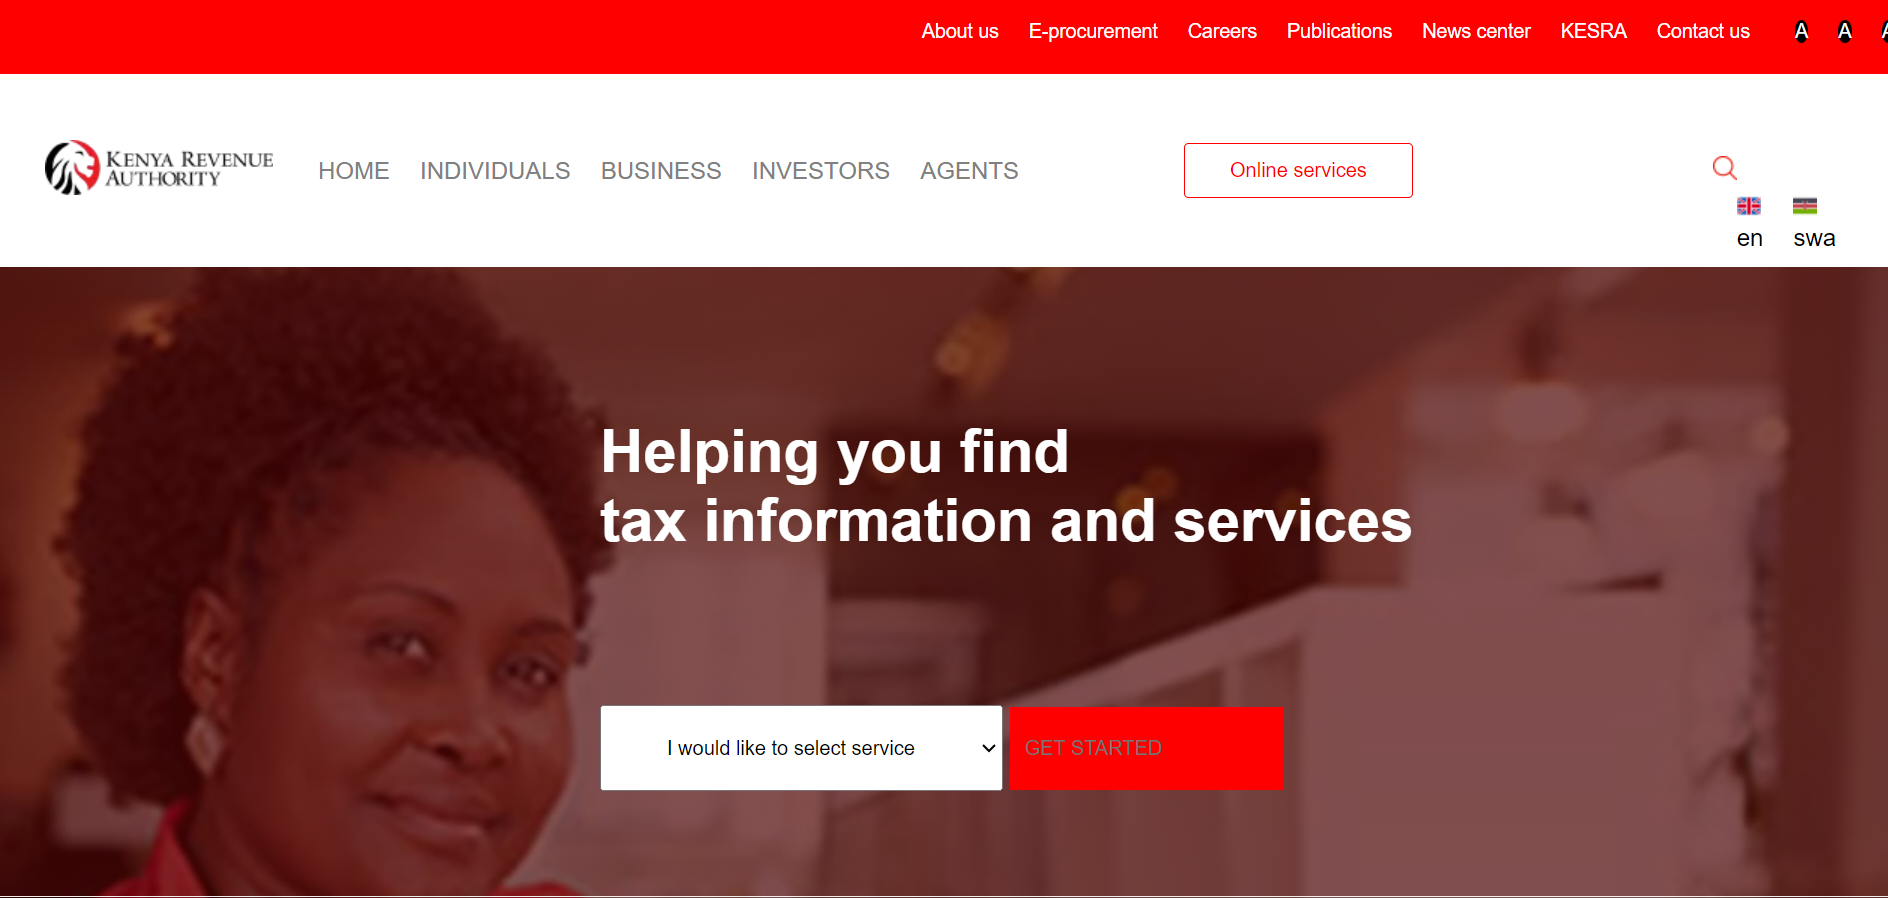 About us E-procurement Careers Publications News center KESRA Contact us A A A
KENYA REVENUE
AUTHORITY
HOME INDIVIDUALS BUSINESS INVESTORS AGENTS
Online services
en swa
Helping you find
tax information and services
I would like to select service
GET STARTED